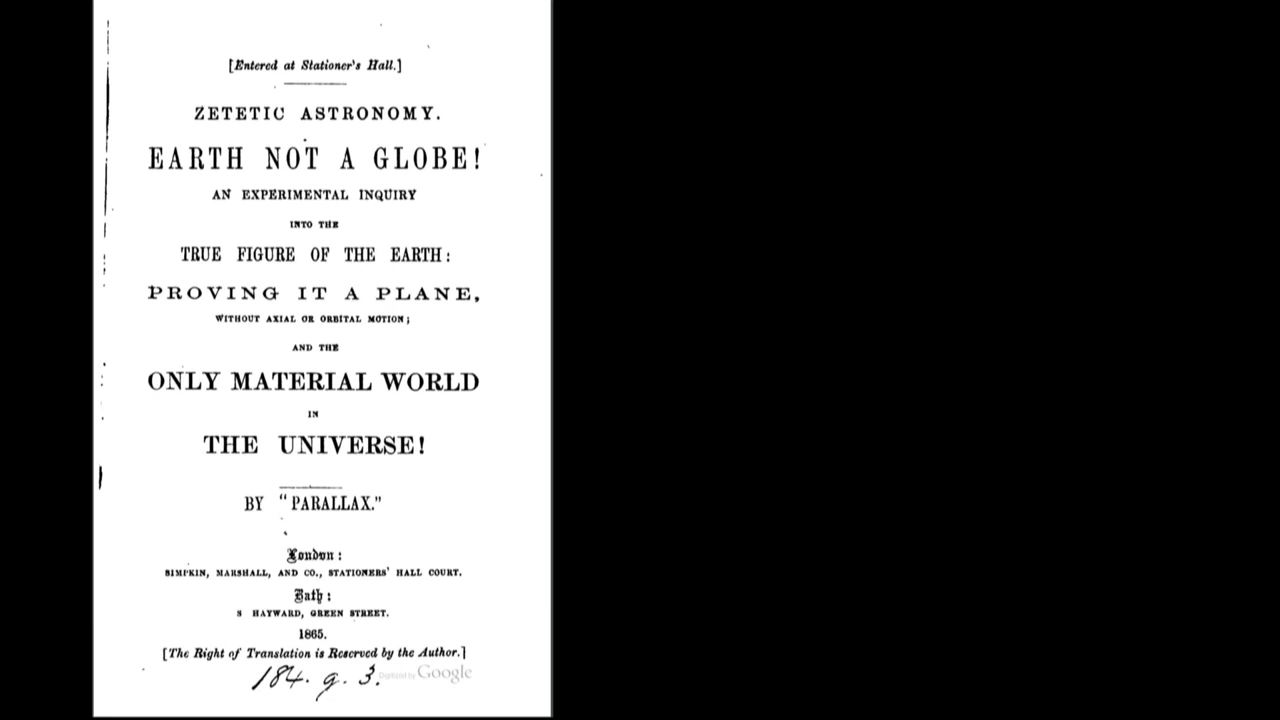 [Entered at Stationer's Hall.]
ZETETIC ASTRONOMY.
EARTH NOT A GLOBE!
AN EXPERIMENTAL INQUIRY
INTO THE
TRUE FIGURE OF THE EARTH:
PROVING IT A PLANE,
WITHOUT AXIAL OR ORBITAL MOTION;
AND THE
ONLY MATERIAL WORLD
IN
THE UNIVERSE!
BY "PARALLAX."
London:
SIMPKIN, MARSHALL, AND CO., STATIONERS' HALL COURT.
Bath:
S HAYWARD, GREEN STREET.
1865.
[The Right of Translation is Reserved by the Author.]
184. g. 3.
Digitized by Google